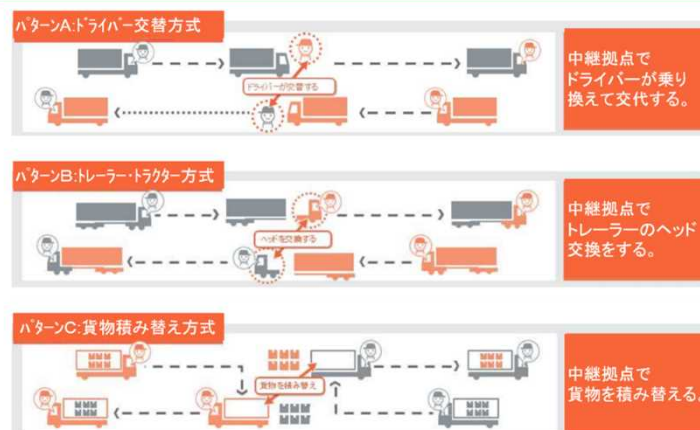 パターンA:ドライバー交替方式
ドライバーが交替する
中継拠点で
ドライバーが乗り
換えて交代する。
パターンB:トレーラー・トラクター方式
ヘッドを交換する
中継拠点で
トレーラーのヘッド
交換をする。
パターンC:貨物積み替え方式
貨物を積み替え
中継拠点で
貨物を積み替える。